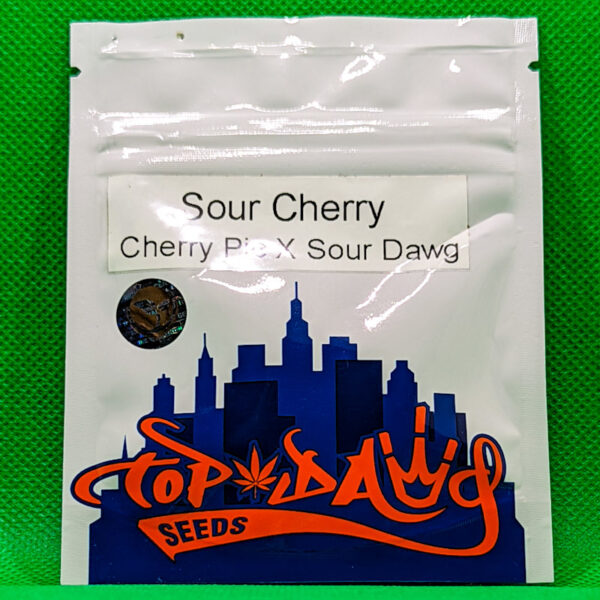 Sour Cherry
Cherry Pie X Sour Dawg
TOP DAWG
SEEDS